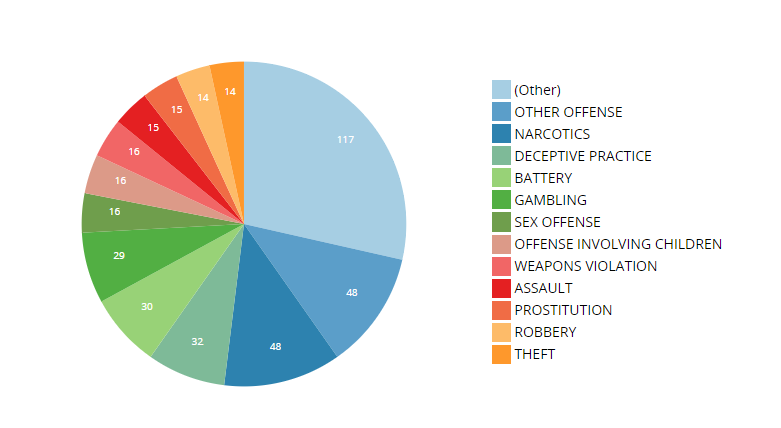 117
48
48
32
30
29
16
16
16
15
15
14
14
(Other)
OTHER OFFENSE
NARCOTICS
DECEPTIVE PRACTICE
BATTERY
GAMBLING
SEX OFFENSE
OFFENSE INVOLVING CHILDREN
WEAPONS VIOLATION
ASSAULT
PROSTITUTION
ROBBERY
THEFT